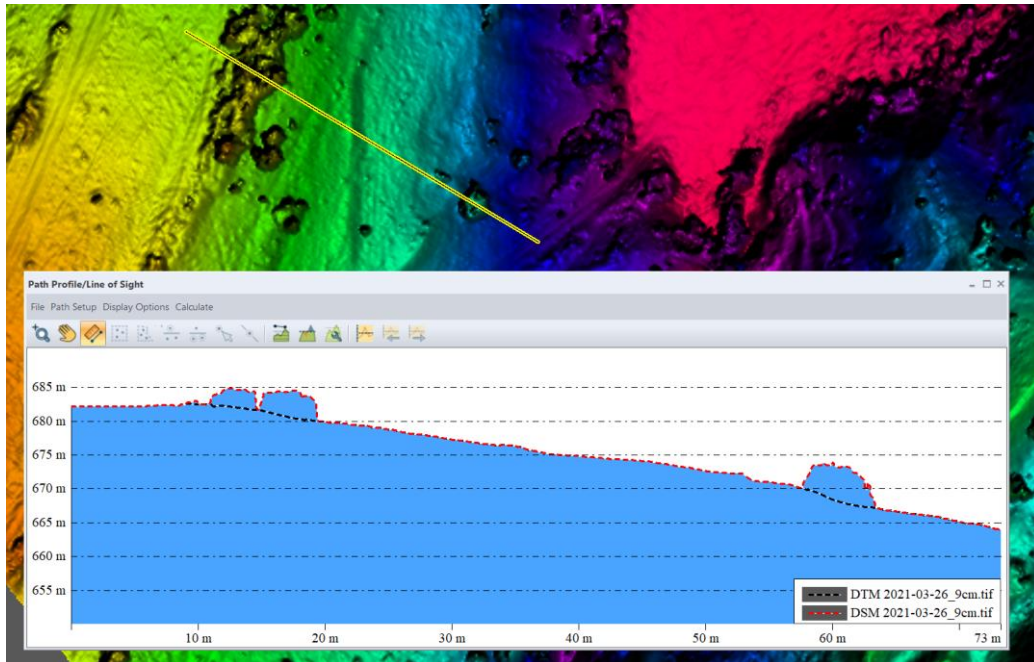 Path Profile/Line of Sight
File Path Setup Display Options Calculate
685 m
680 m
675 m
670 m
665 m
660 m
655 m
DTM 2021-03-26_9cm.tif
DSM 2021-03-26_9cm.tif
10 m 20 m 30 m 40 m 50 m 60 m 73 m